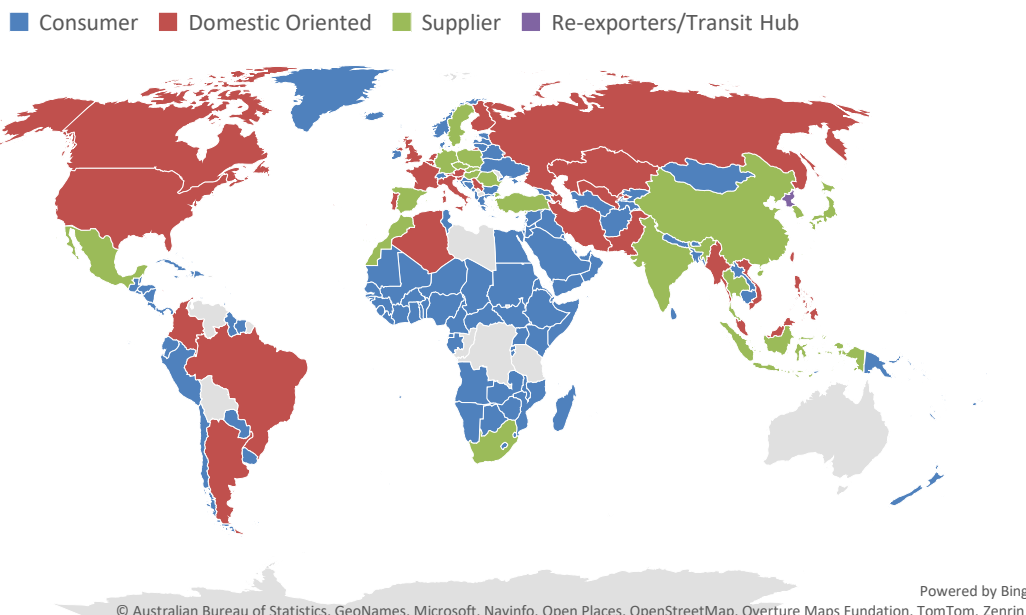 Consumer Domestic Oriented Supplier Re-exporters/Transit Hub
Powered by Bing
© Australian Bureau of Statistics, GeoNames, Microsoft, Navinfo, Open Places, OpenStreetMap, Overture Maps Fundation, TomTom, Zenrin